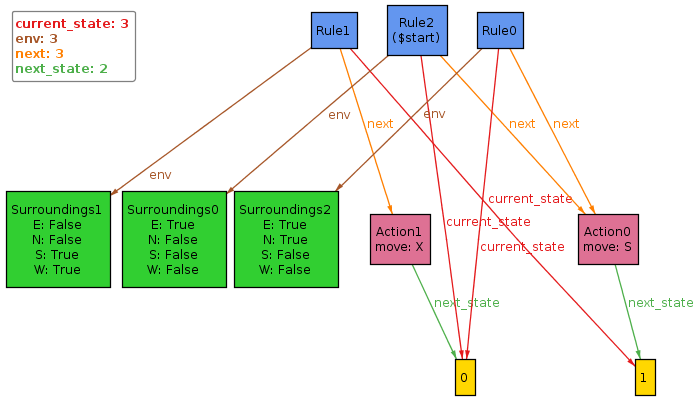 current_state: 3
env: 3
next: 3
next_state: 2
Rule1
Rule2
($start)
Rule0
env
next
env
next
next
env
current_state
current_state
current_state
Surroundings1
E: False
N: False
S: True
W: True
Surroundings0
E: True
N: False
S: False
W: False
Surroundings2
E: True
N: True
S: False
W: False
Action1
move: X
Action0
move: S
next_state
next_state
0
1